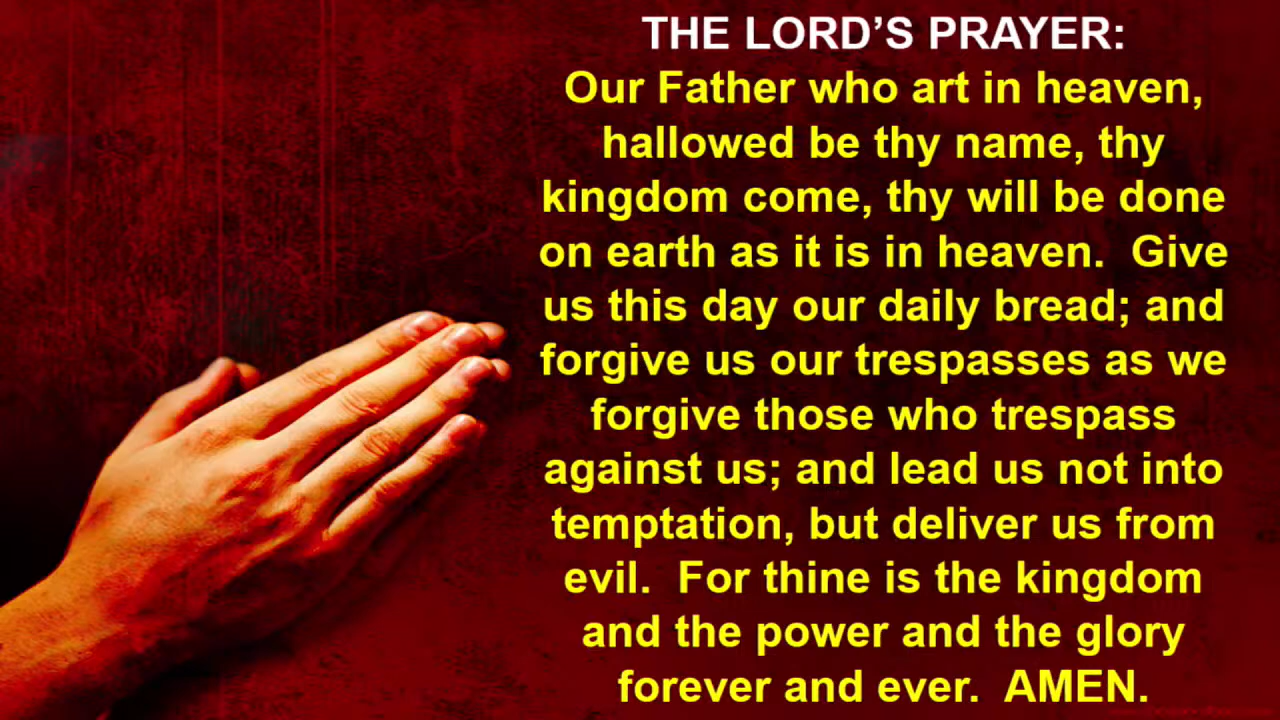 THE LORD’S PRAYER:
Our Father who art in heaven,
hallowed be thy name, thy
kingdom come, thy will be done
on earth as it is in heaven.  Give
us this day our daily bread; and
forgive us our trespasses as we
forgive those who trespass
against us; and lead us not into
temptation, but deliver us from
evil.  For thine is the kingdom
and the power and the glory
forever and ever.  AMEN.